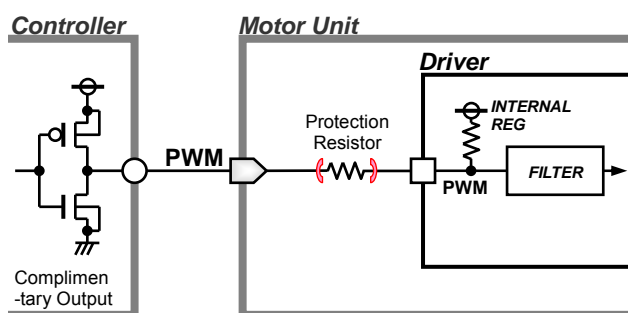 Controller
Motor Unit
Driver
INTERNAL
REG
Protection
Resistor
PWM
PWM
FILTER
Complimen
-tary Output